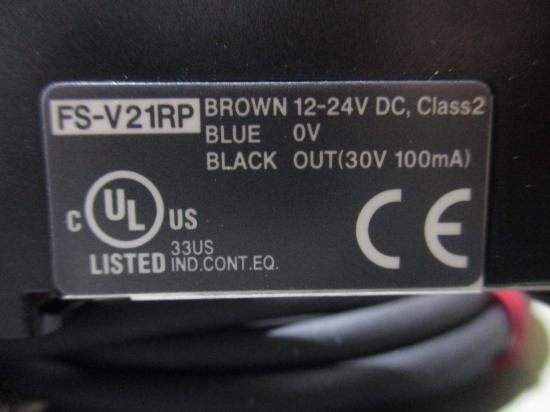 FS-V21RP BROWN 12-24V DC, Class2
BLUE 0V
BLACK OUT(30V 100mA)
C UL US
LISTED 33US
IND.CONT.EQ.
CE